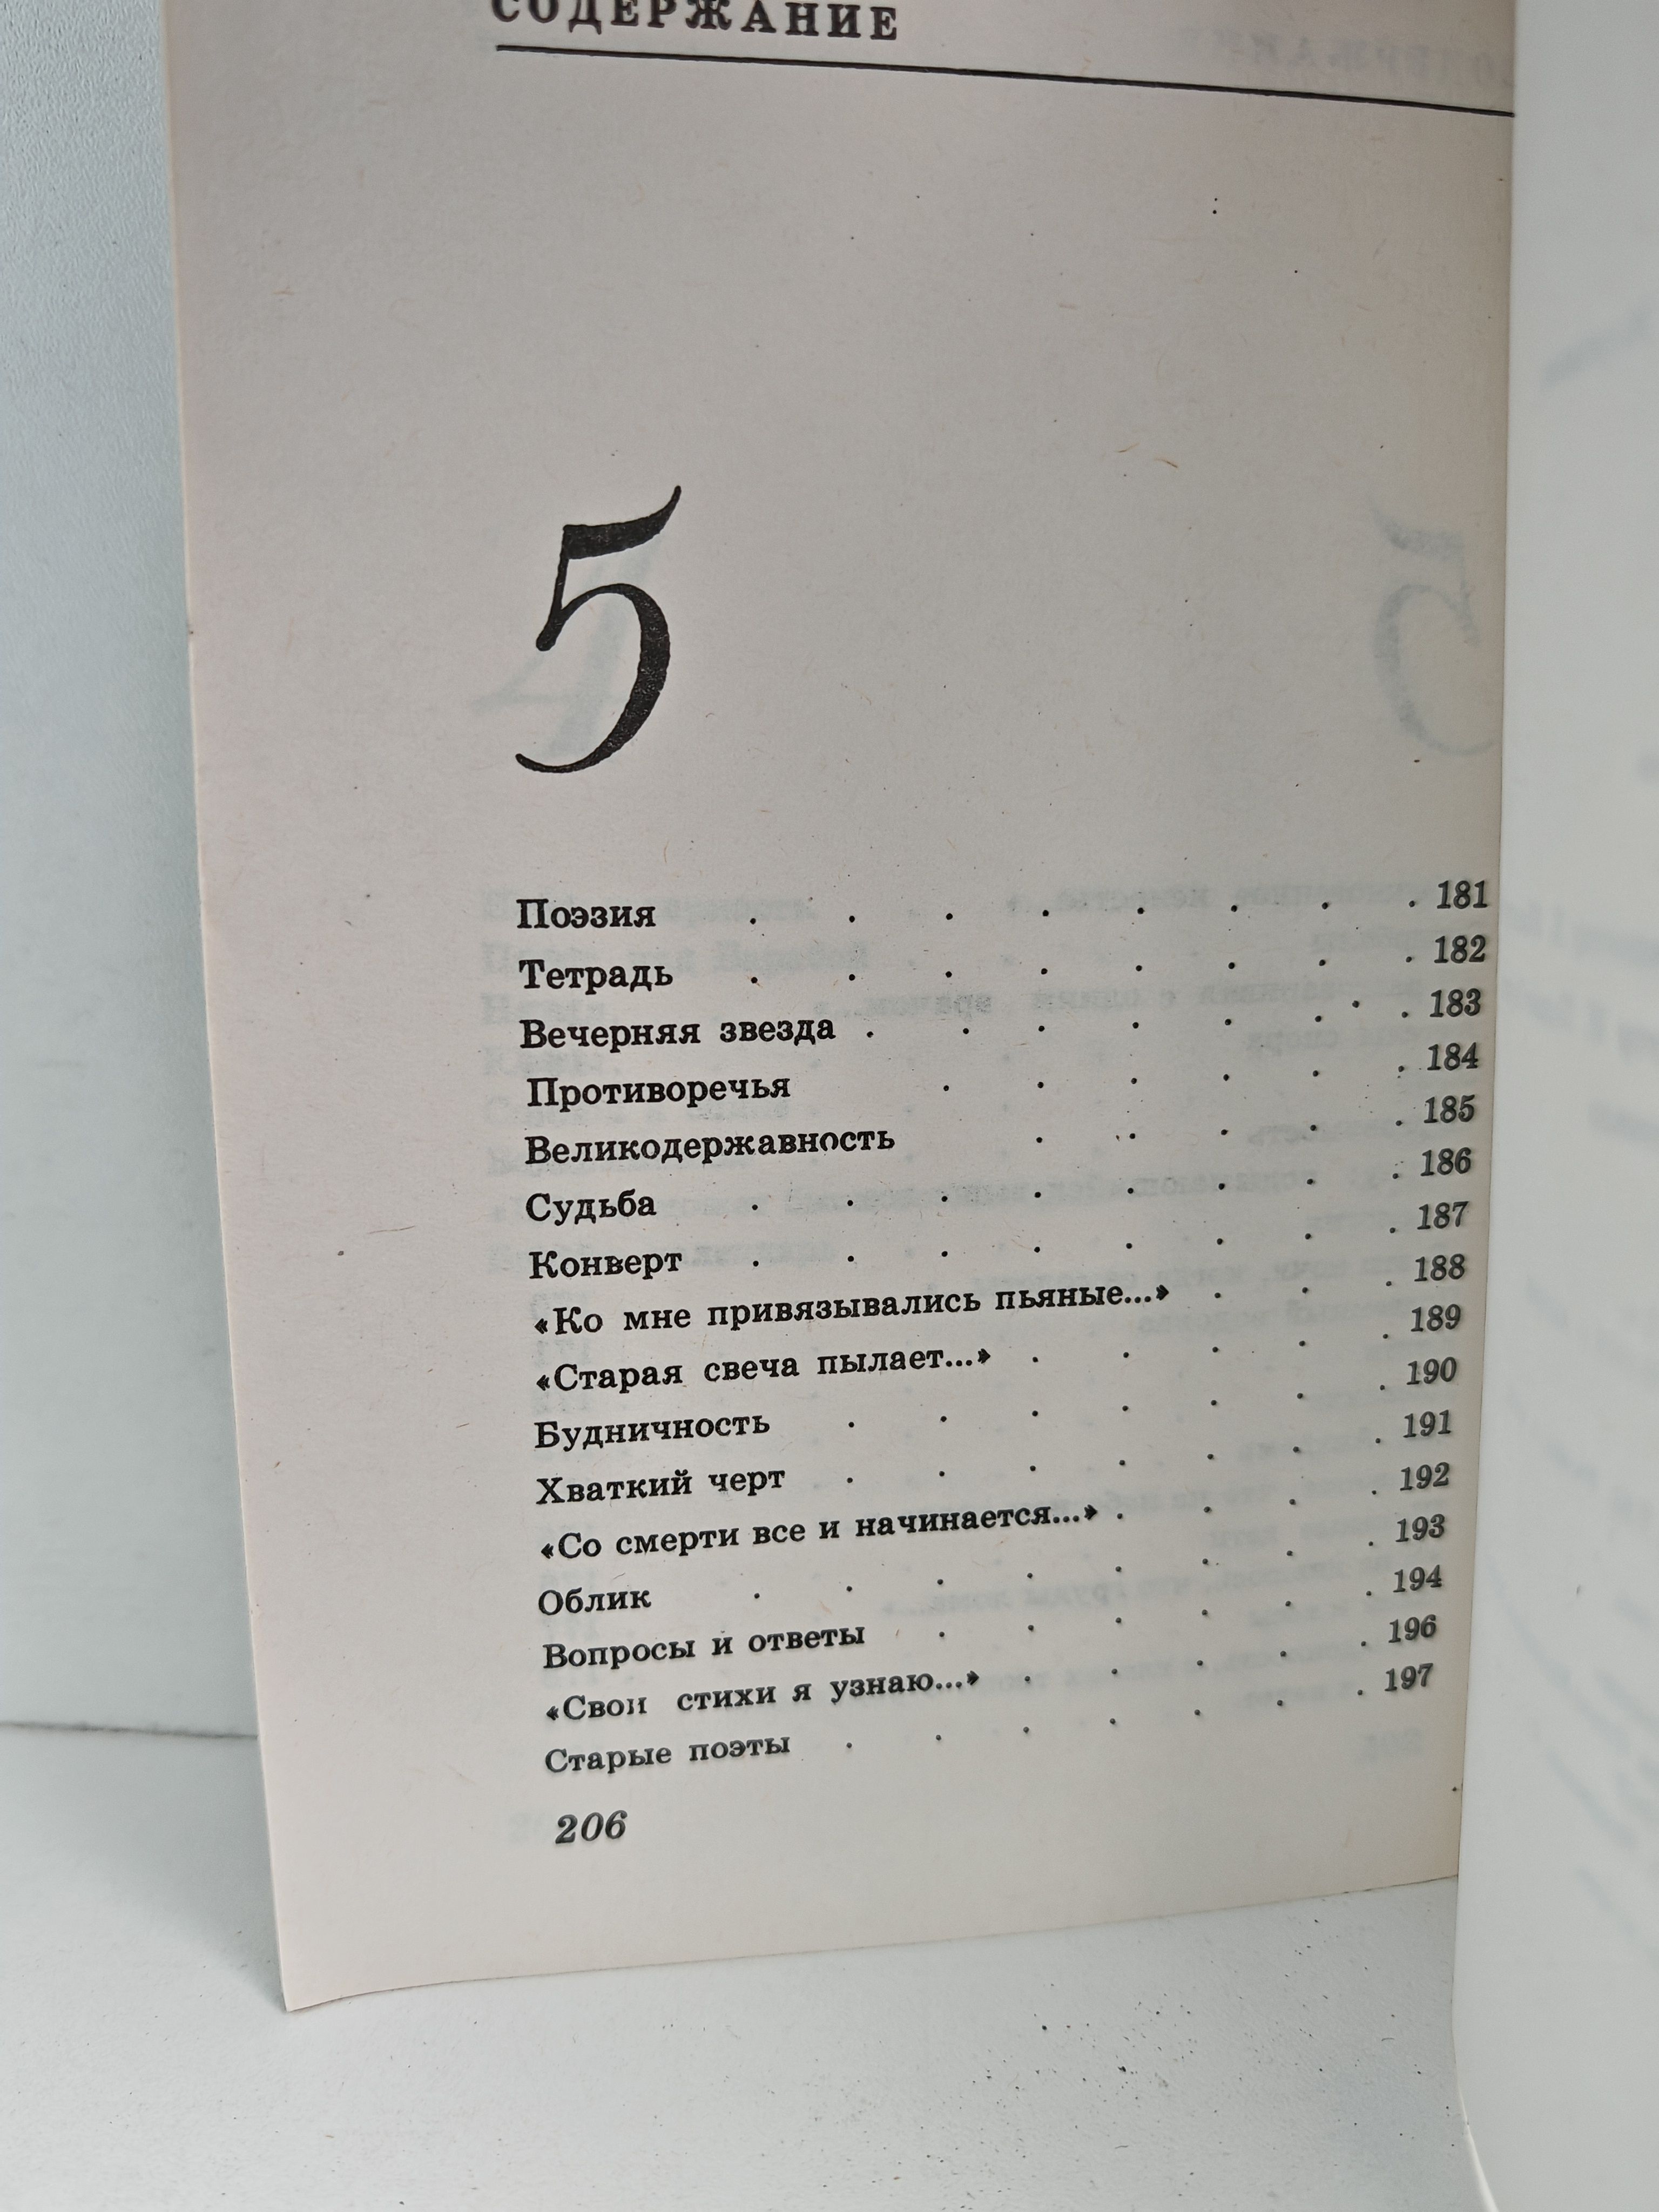 СОДЕРЖАНИЕ
5
Поэзия . . . . . . . . 181
Тетрадь . . . . . . . . 182
Вечерняя звезда . . . . . . . 183
Противоречья . . . . . . 184
Великодержавность . . . . . 185
Судьба . . . . . . . . 186
Конверт . . . . . . . . 187
«Ко мне привязывались пьяные...» . . . 188
«Старая свеча пылает...» . . . . . 189
Будничность . . . . . . . 190
Хваткий черт . . . . . . . 191
«Со смерти все и начинается...» . . . . 192
Облик . . . . . . . . 193
Вопросы и ответы . . . . . . 194
«Свои стихи я узнаю...» . . . . . 196
Старые поэты . . . . . . . 197
206